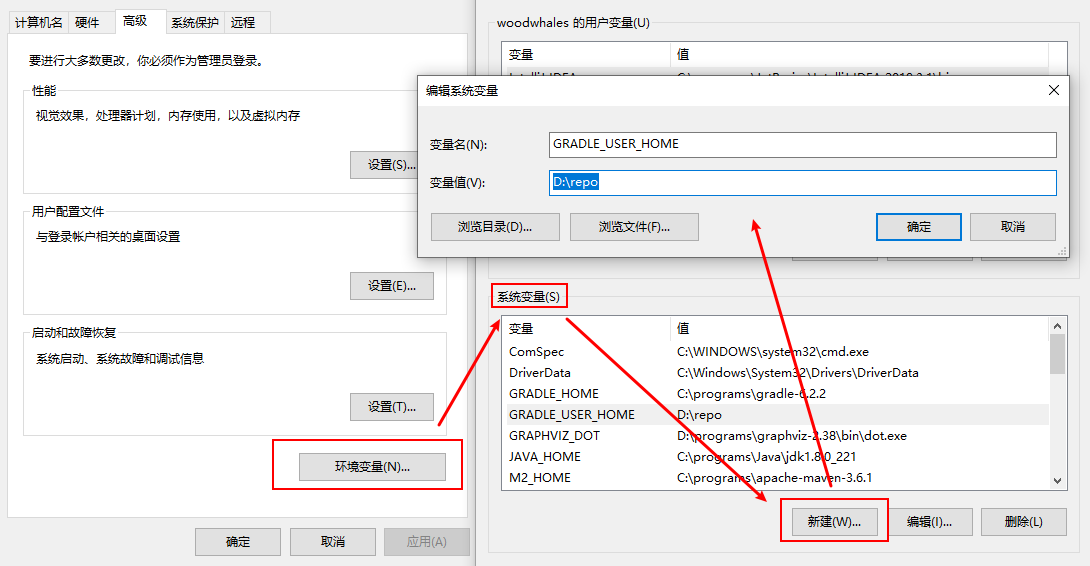 计算机名 硬件 高级 系统保护 远程
要进行大多数更改，你必须作为管理员登录。
性能
视觉效果，处理器计划，内存使用，以及虚拟内存
设置(S)...
用户配置文件
与登录帐户相关的桌面设置
设置(E)...
启动和故障恢复
系统启动、系统故障和调试信息
设置(T)...
环境变量(N)...
确定 取消 应用(A)
woodwhales 的用户变量(U)
变量 值
编辑系统变量
变量名(N): GRADLE_USER_HOME
变量值(V): D:\repo
浏览目录(D)... 浏览文件(F)... 确定 取消
系统变量(S)
变量 值
ComSpec C:\WINDOWS\system32\cmd.exe
DriverData C:\Windows\System32\Drivers\DriverData
GRADLE_HOME C:\programs\gradle-6.2.2
GRADLE_USER_HOME D:\repo
GRAPHVIZ_DOT D:\programs\graphviz-2.38\bin\dot.exe
JAVA_HOME C:\programs\Java\jdk1.8.0_221
M2_HOME C:\programs\apache-maven-3.6.1
新建(W)... 编辑(I)... 删除(L)